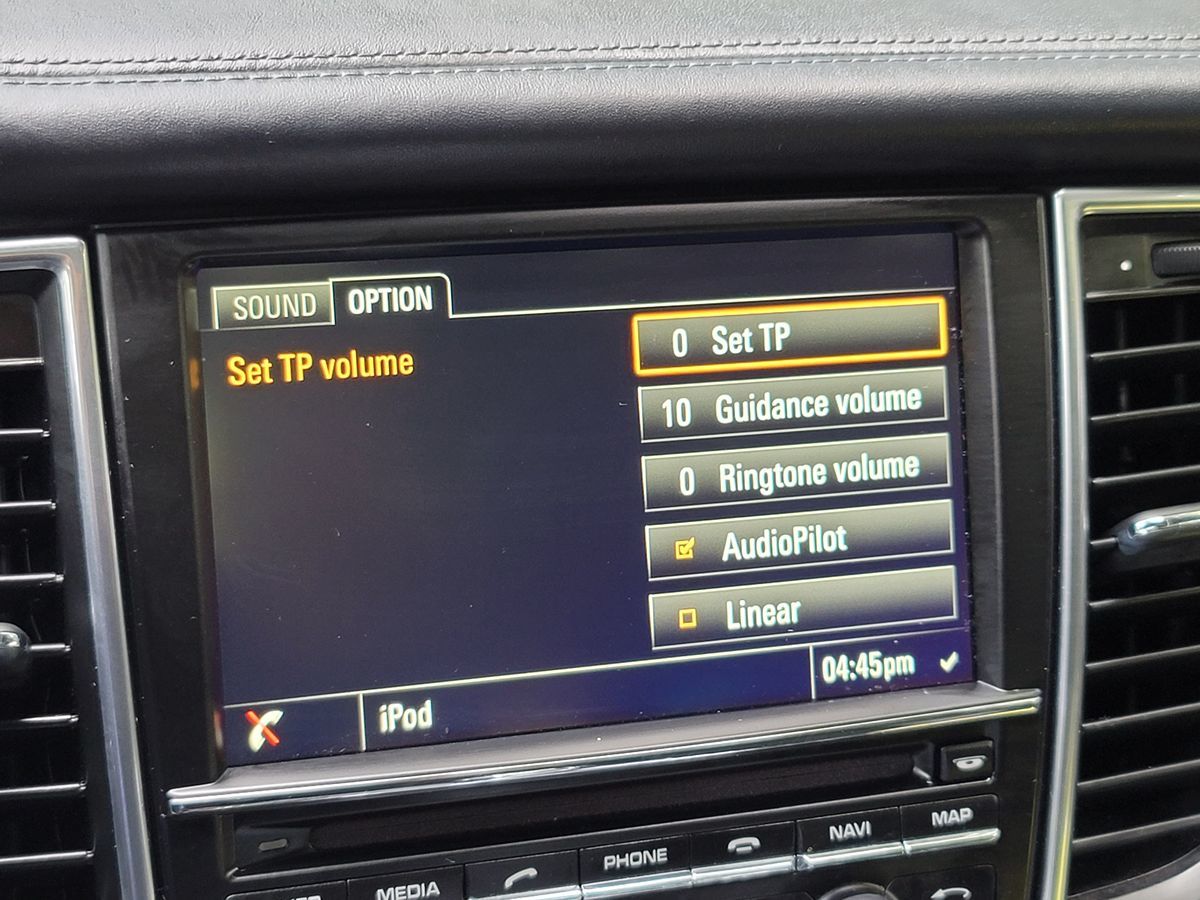 SOUND OPTION
Set TP volume
0 Set TP
10 Guidance volume
0 Ringtone volume
AudioPilot
Linear
iPod
04:45pm
PHONE NAVI MAP
MEDIA